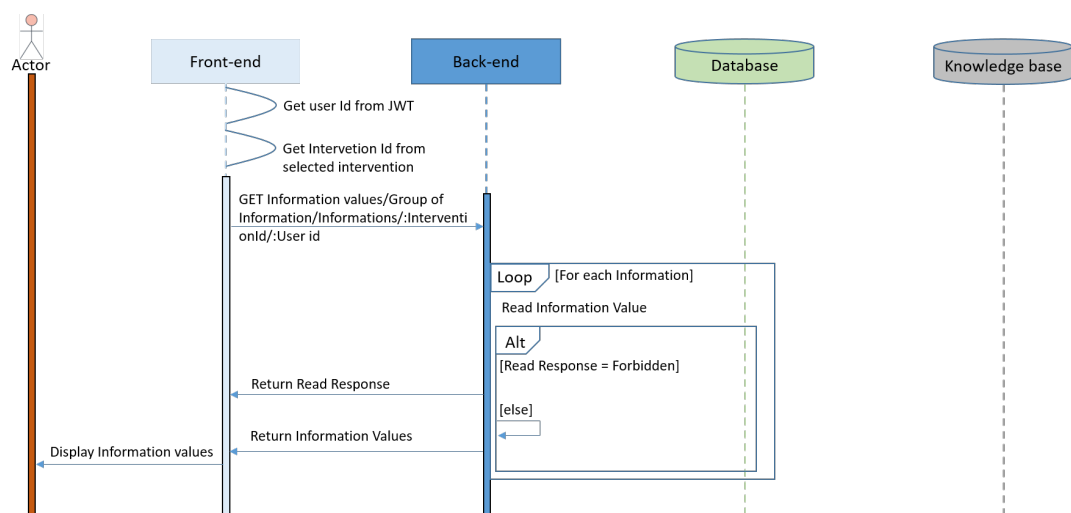 Actor
Front-end
Back-end
Database
Knowledge base
Get user Id from JWT
Get Intervetion Id from
selected intervention
GET Information values/Group of
Information/Informations/:Interventi
onId/:User id
Loop
[For each Information]
Read Information Value
Alt
[Read Response = Forbidden]
Return Read Response
[else]
Return Information Values
Display Information values